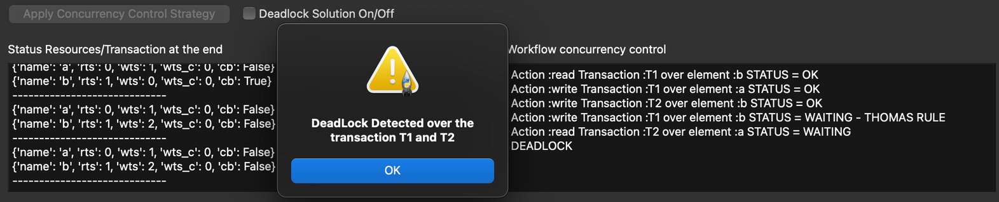 Apply Concurrency Control Strategy
Deadlock Solution On/Off
Status Resources/Transaction at the end
{'name': 'a', 'rts': 0, 'wts': 1, 'wts_c': 0, 'cb': False}
{'name': 'b', 'rts': 1, 'wts': 0, 'wts_c': 0, 'cb': True}
-----------------------------
{'name': 'a', 'rts': 0, 'wts': 1, 'wts_c': 0, 'cb': False}
{'name': 'b', 'rts': 1, 'wts': 2, 'wts_c': 0, 'cb': False}
-----------------------------
{'name': 'a', 'rts': 0, 'wts': 1, 'wts_c': 0, 'cb': False}
{'name': 'b', 'rts': 1, 'wts': 2, 'wts_c': 0, 'cb': False}
-----------------------------
DeadLock Detected over the
transaction T1 and T2
OK
Workflow concurrency control
Action :read Transaction :T1 over element :b STATUS = OK
Action :write Transaction :T1 over element :a STATUS = OK
Action :write Transaction :T2 over element :b STATUS = OK
Action :write Transaction :T1 over element :b STATUS = WAITING - THOMAS RULE
Action :read Transaction :T2 over element :a STATUS = WAITING
DEADLOCK